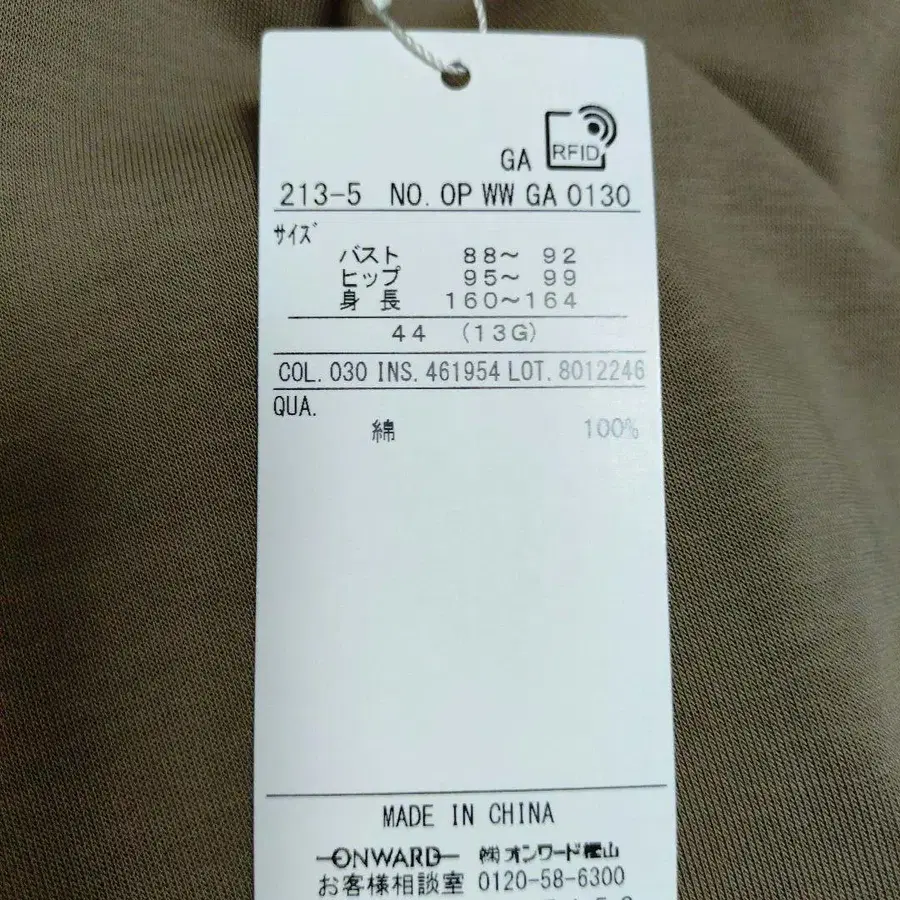 RFID
GA
213-5 NO. OP WW GA 0130
サイズ
バスト 88～ 92
ヒップ 95～ 99
身長 160～164
44 (13G)
COL. 030 INS. 461954 LOT. 8012246
QUA.
綿 100%
MADE IN CHINA
ONWARD ㈱オンワード樫山
お客様相談室 0120-58-6300